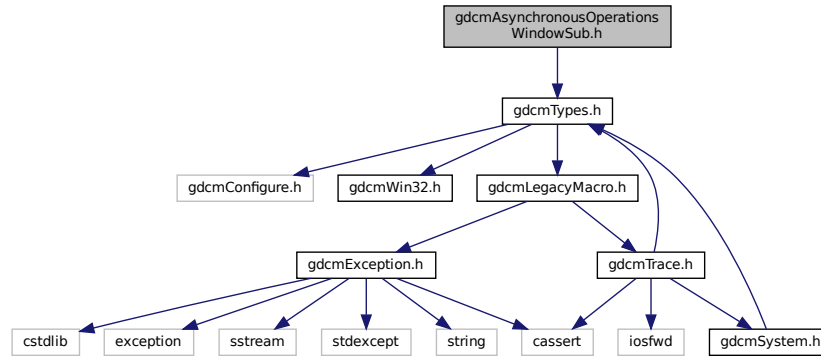 gdcmAsynchronousOperations
WindowSub.h
gdcmTypes.h
gdcmConfigure.h
gdcmWin32.h
gdcmLegacyMacro.h
gdcmException.h
gdcmTrace.h
cstdlib
exception
sstream
stdexcept
string
cassert
iosfwd
gdcmSystem.h